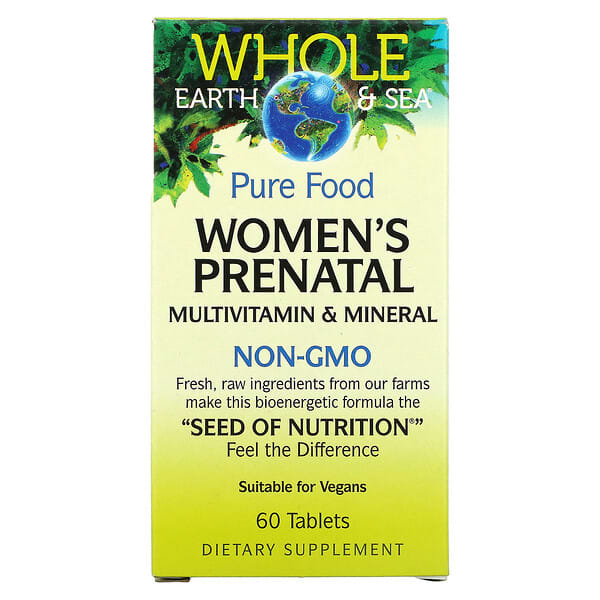 WHOLE
EARTH & SEA®
Pure Food
WOMEN'S
PRENATAL
MULTIVITAMIN & MINERAL
NON-GMO
Fresh, raw ingredients from our farms
make this bioenergetic formula the
“SEED OF NUTRITION®”
Feel the Difference
Suitable for Vegans
60 Tablets
DIETARY SUPPLEMENT